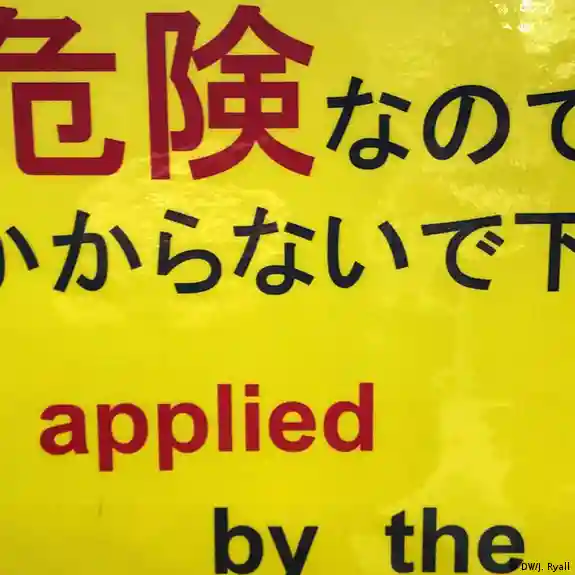 危険なので
かからないで下
applied
by the
© DW/J. Ryall